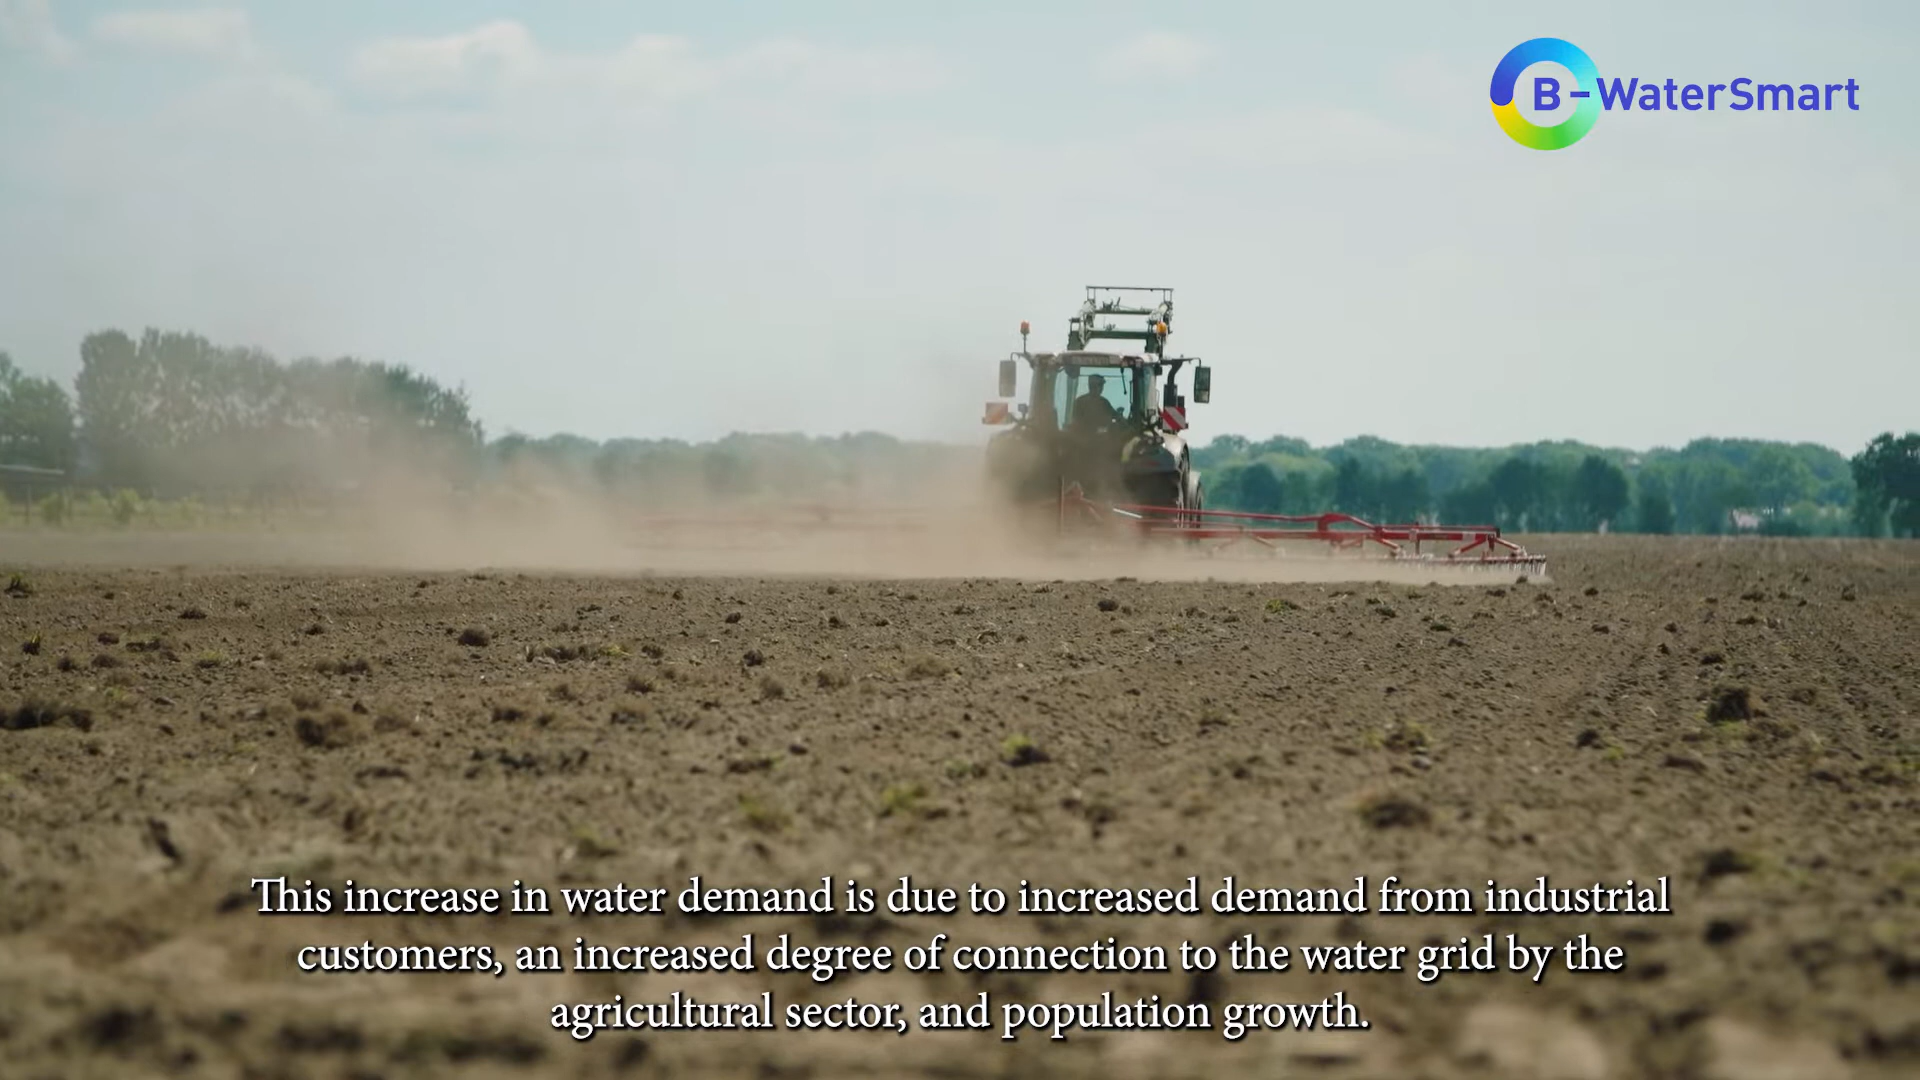 B-WaterSmart
This increase in water demand is due to increased demand from industrial
customers, an increased degree of connection to the water grid by the
agricultural sector, and population growth.